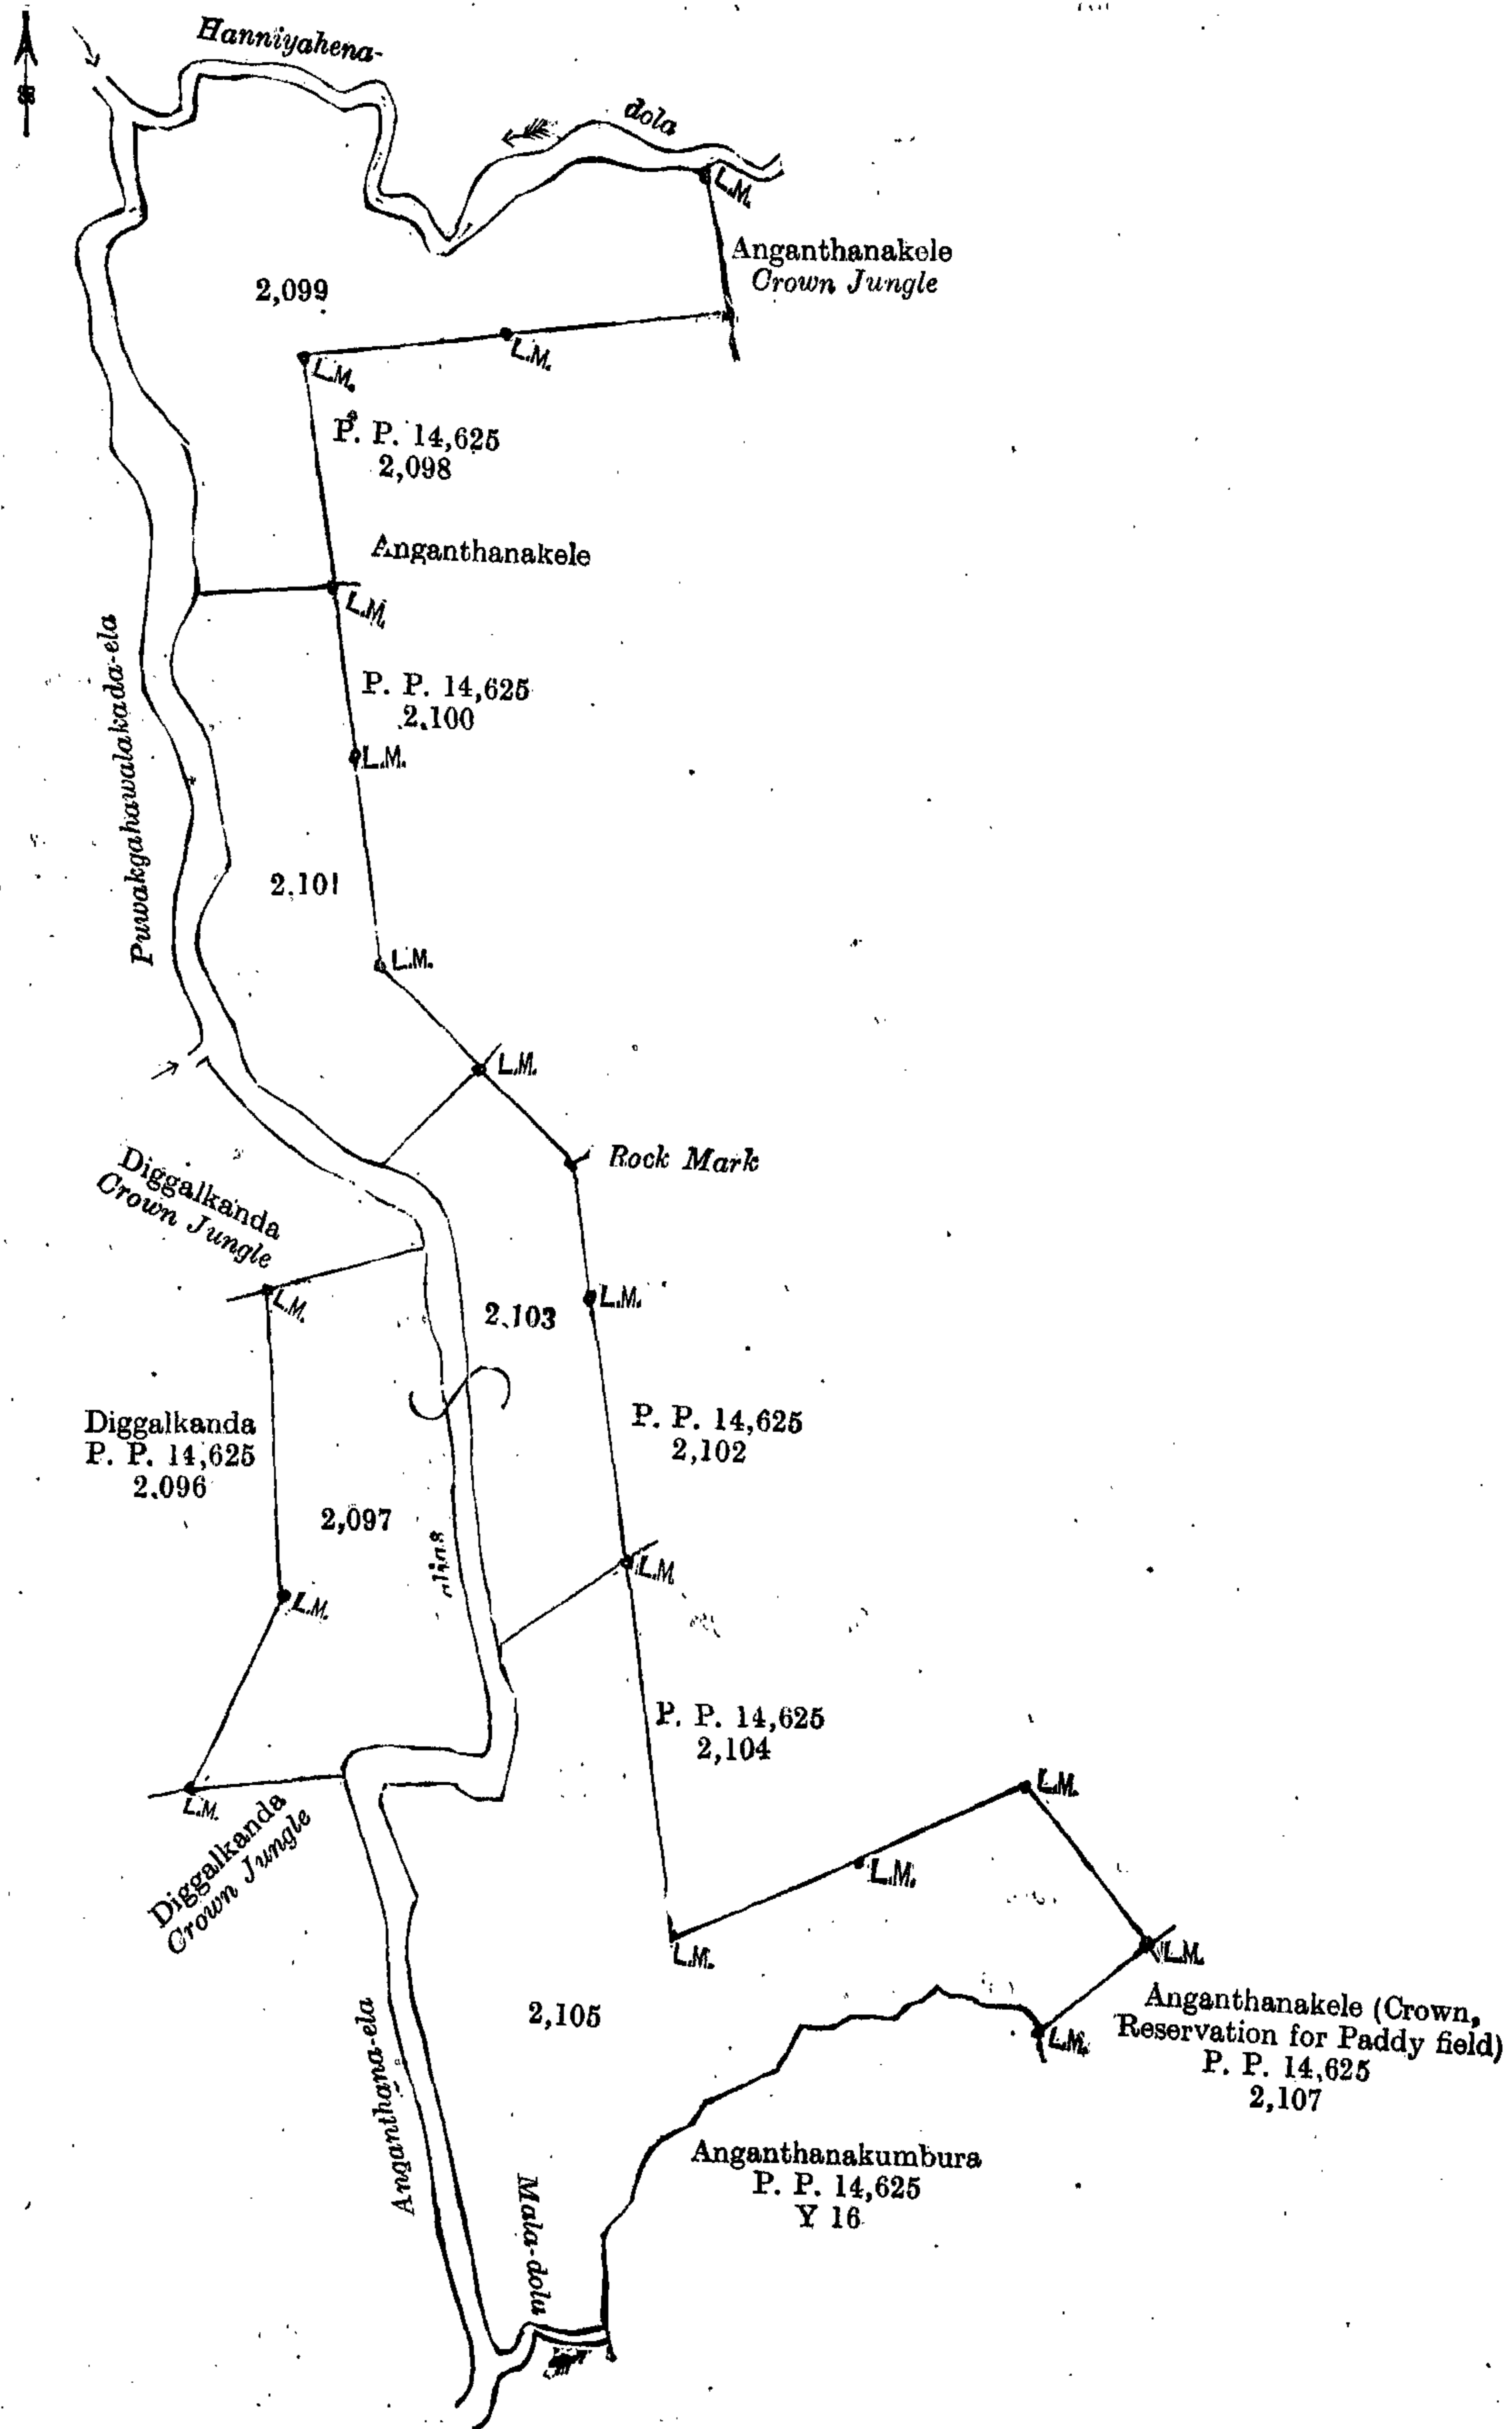 Hanniyahena-
dola
L.M.
Anganthanakele
Crown Jungle
2,099
L.M.
L.M.
P. P. 14,625
2,098
Anganthanakele
L.M.
Puwakgahawalakada-ela
P. P. 14,625
2.100
L.M.
2.101
L.M.
L.M.
Rock Mark
Diggalkanda
Crown Jungle
L.M.
2.103
L.M.
Diggalkanda
P. P. 14,625
2.096
P. P. 14,625
2,102
2,097
alias
L.M.
L.M.
P. P. 14,625
2,104
L.M.
L.M.
Diggalkanda
Crown Jungle
L.M.
L.M.
L.M.
Anganthanakele (Crown,
Reservation for Paddy field)
P. P. 14,625
2,107
L.M.
2,105
Anganthana-ela
Anganthanakumbura
P. P. 14,625
Y 16
Mala-dola